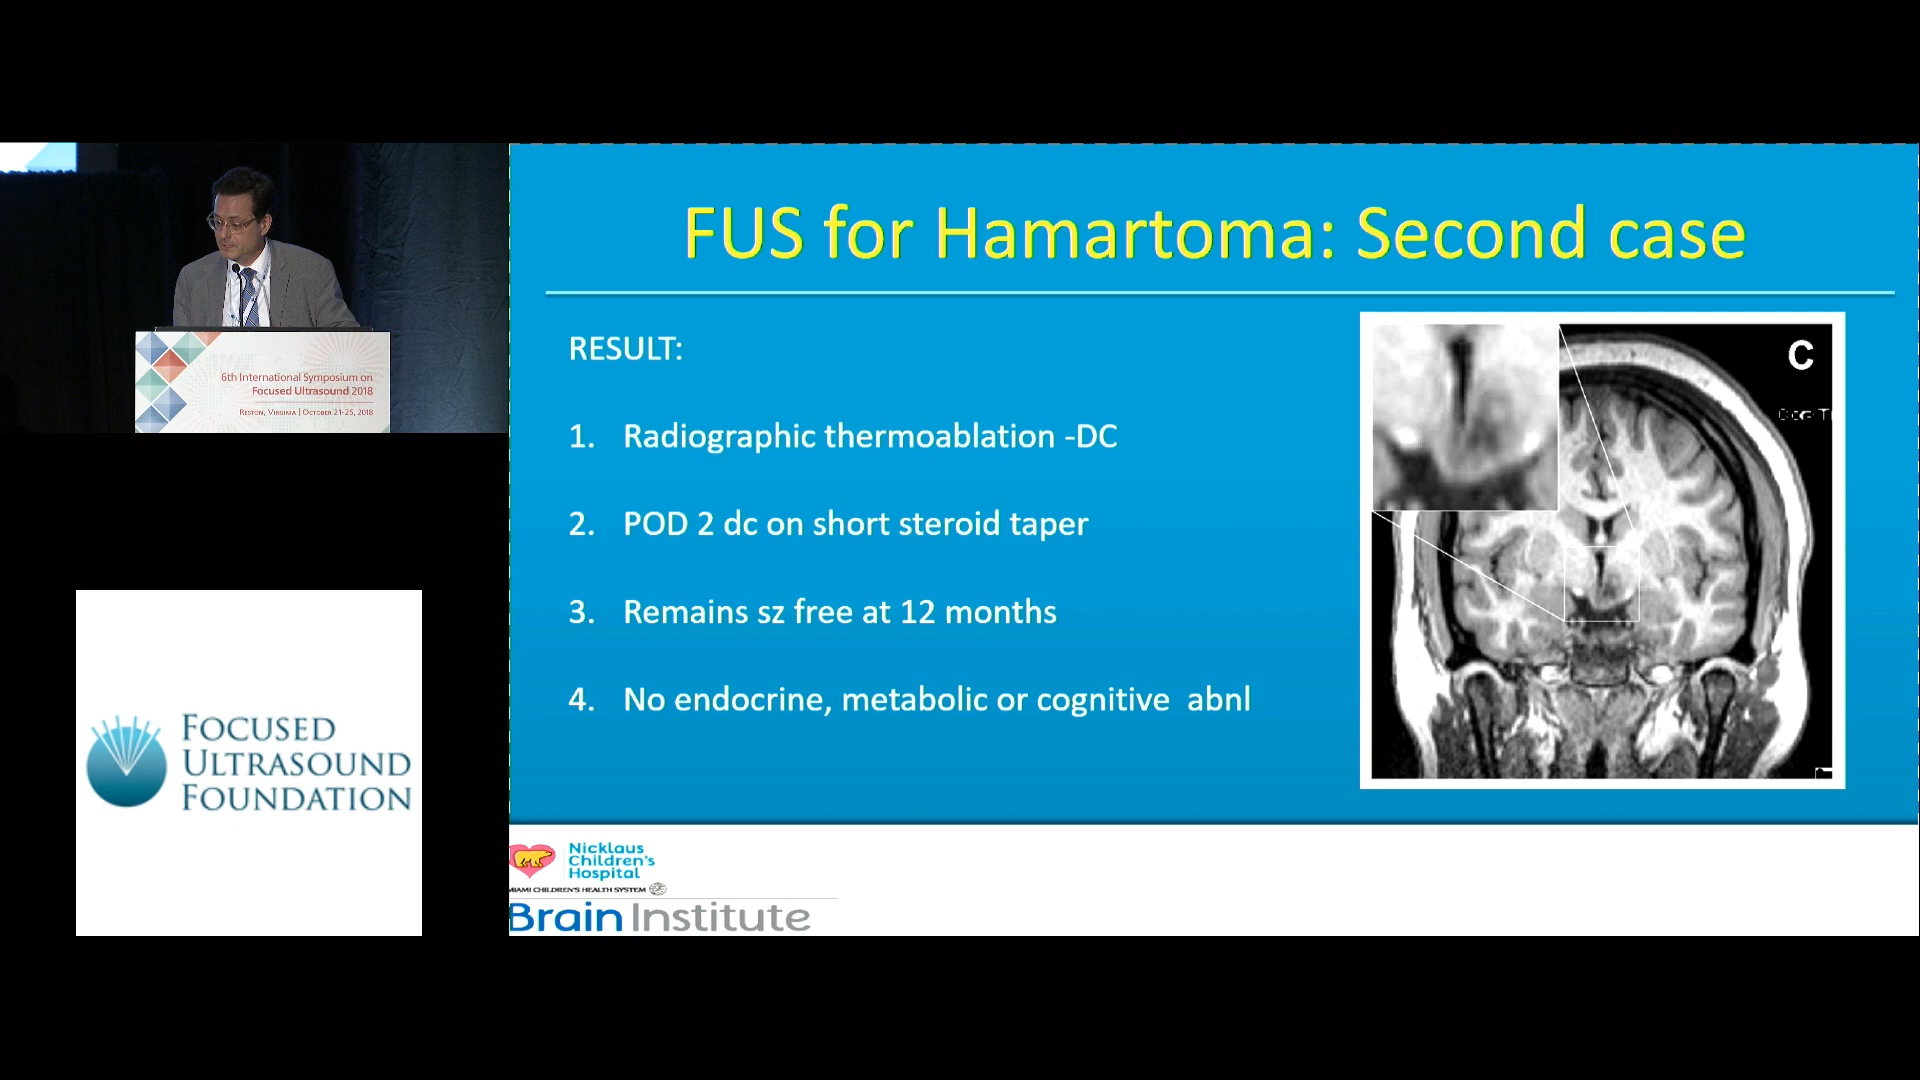 6th International Symposium on
Focused Ultrasound 2018
Reston, Virginia | October 21-25, 2018
FOCUSED
ULTRASOUND
FOUNDATION
FUS for Hamartoma: Second case
RESULT:
1. Radiographic thermoablation -DC
2. POD 2 dc on short steroid taper
3. Remains sz free at 12 months
4. No endocrine, metabolic or cognitive abnl
C
Nicklaus
Children's
Hospital
MIAMI CHILDREN'S HEALTH SYSTEM
Brain Institute